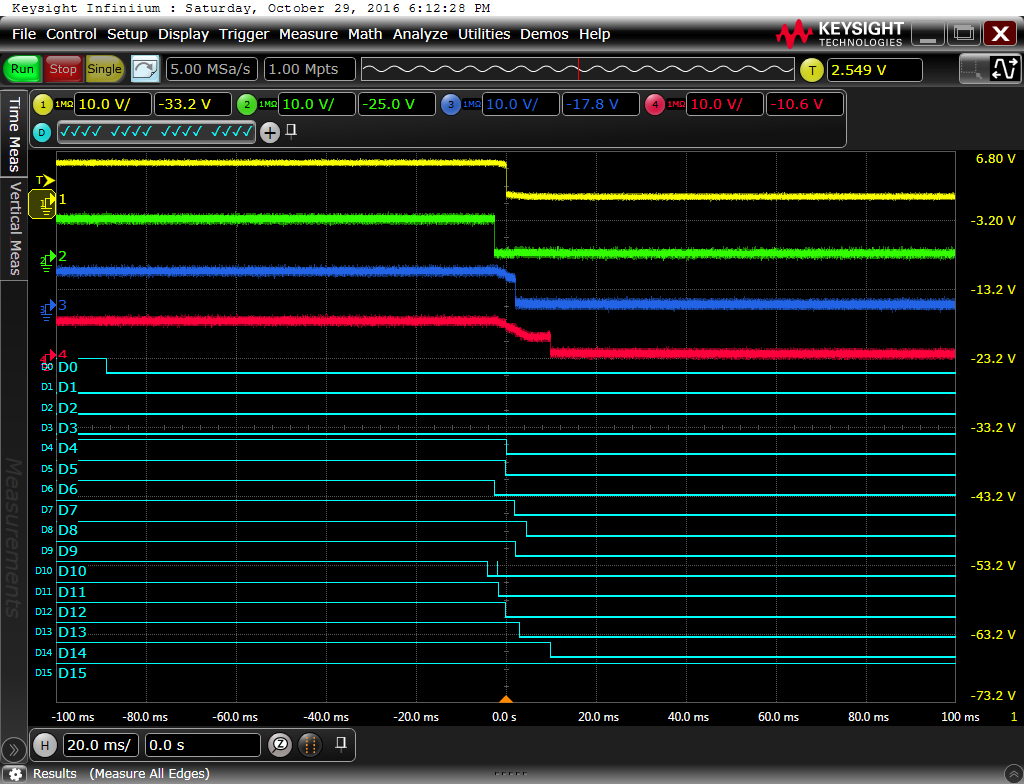 Keysight Infiniium : Saturday, October 29, 2016 6:12:28 PM
File Control Setup Display Trigger Measure Math Analyze Utilities Demos Help
KEYSIGHT
TECHNOLOGIES
Run Stop Single 5.00 MSa/s 1.00 Mpts T 2.549 V
1 1MΩ 10.0 V/ -33.2 V 2 1MΩ 10.0 V/ -25.0 V 3 1MΩ 10.0 V/ -17.8 V 4 1MΩ 10.0 V/ -10.6 V
D
Time Meas
Vertical Meas
Measurements
6.80 V
T
1 1
-3.20 V
2 2
-13.2 V
3 3
4 4
-23.2 V
D0 D0
D1 D1
D2 D2
D3 D3 -33.2 V
D4 D4
D5 D5
D6 D6 -43.2 V
D7 D7
D8 D8
D9 D9
D10 D10 -53.2 V
D11 D11
D12 D12
D13 D13 -63.2 V
D14 D14
D15 D15
-73.2 V
-100 ms -80.0 ms -60.0 ms -40.0 ms -20.0 ms 0.0 s 20.0 ms 40.0 ms 60.0 ms 80.0 ms 100 ms 1
H 20.0 ms/ 0.0 s
Results (Measure All Edges)